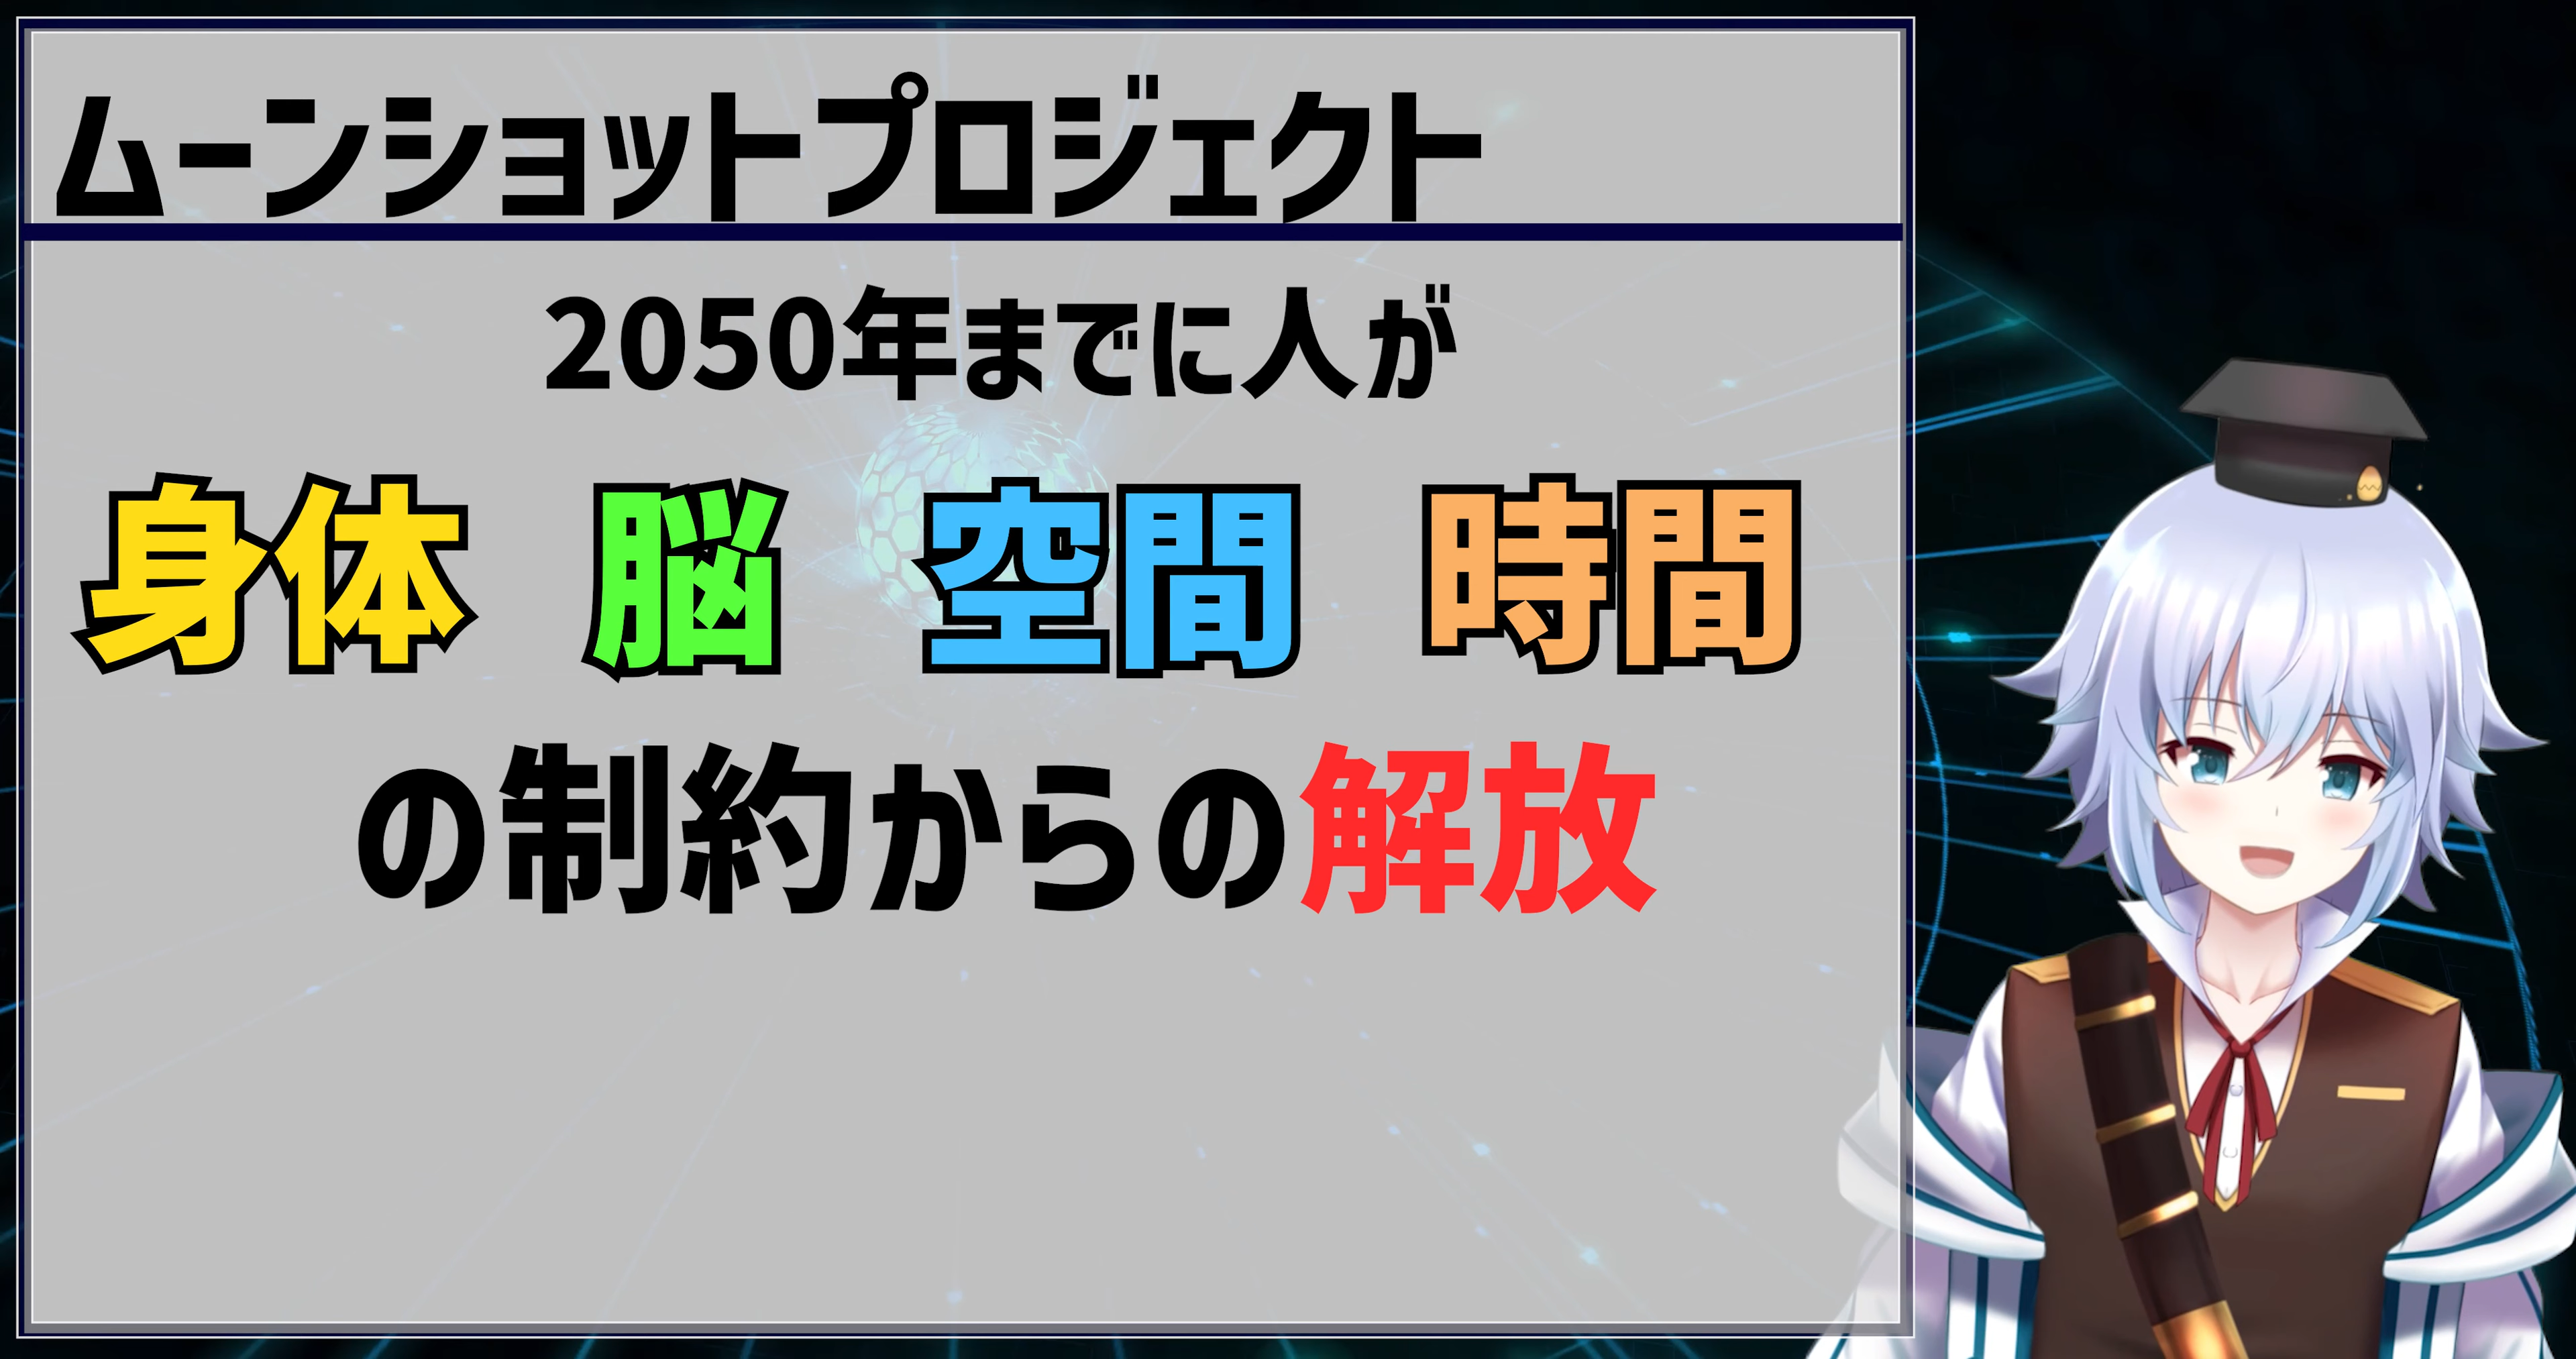 ムーンショットプロジェクト
2050年までに人が
身体 脳 空間 時間
の制約からの解放